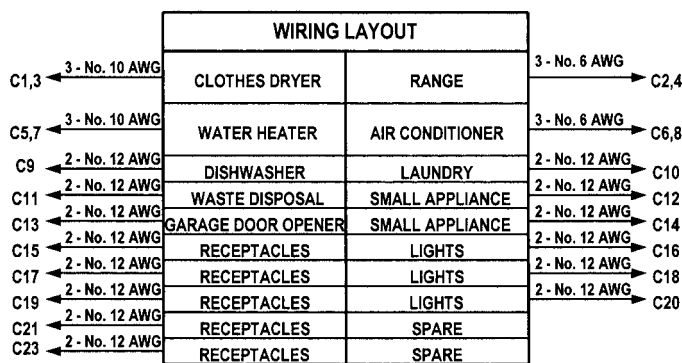 WIRING LAYOUT
C1,3 3 - No. 10 AWG CLOTHES DRYER RANGE 3 - No. 6 AWG C2,4
C5,7 3 - No. 10 AWG WATER HEATER AIR CONDITIONER 3 - No. 6 AWG C6,8
C9 2 - No. 12 AWG DISHWASHER LAUNDRY 2 - No. 12 AWG C10
C11 2 - No. 12 AWG WASTE DISPOSAL SMALL APPLIANCE 2 - No. 12 AWG C12
C13 2 - No. 12 AWG GARAGE DOOR OPENER SMALL APPLIANCE 2 - No. 12 AWG C14
C15 2 - No. 12 AWG RECEPTACLES LIGHTS 2 - No. 12 AWG C16
C17 2 - No. 12 AWG RECEPTACLES LIGHTS 2 - No. 12 AWG C18
C19 2 - No. 12 AWG RECEPTACLES LIGHTS 2 - No. 12 AWG C20
C21 2 - No. 12 AWG RECEPTACLES SPARE
C23 2 - No. 12 AWG RECEPTACLES SPARE